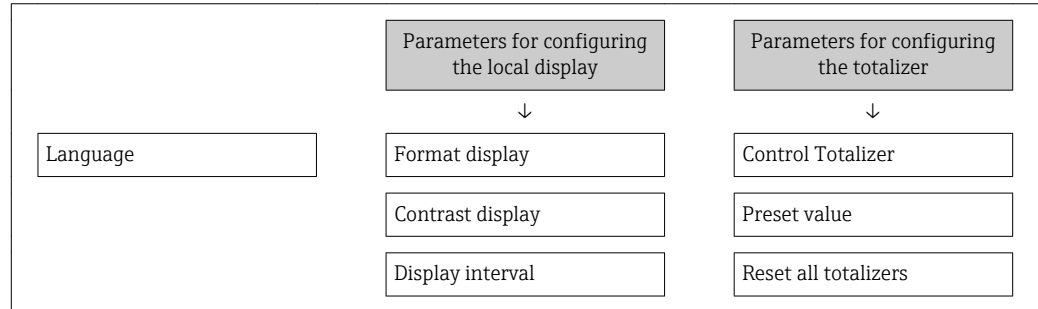 Parameters for configuring
the local display
Parameters for configuring
the totalizer
↓
↓
Language
Format display
Control Totalizer
Contrast display
Preset value
Display interval
Reset all totalizers